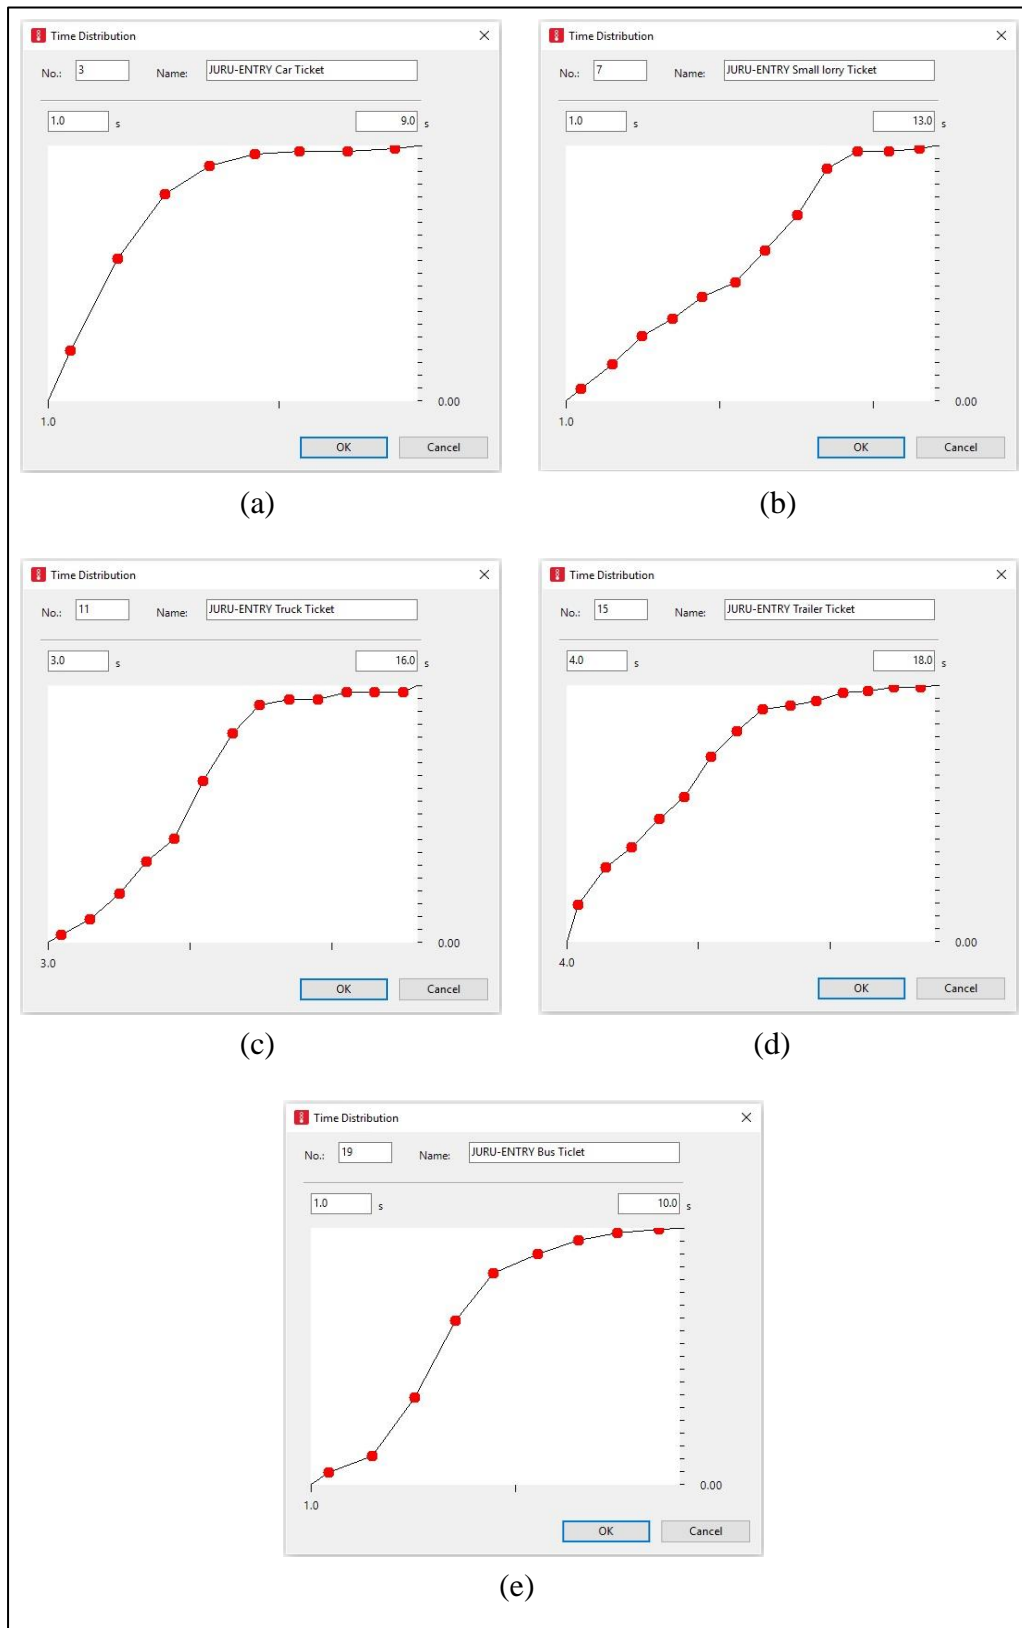 Time Distribution
No.: 3 Name: JURU-ENTRY Car Ticket
1.0 s 9.0 s
0.00
1.0
OK Cancel
(a)
Time Distribution
No.: 7 Name: JURU-ENTRY Small lorry Ticket
1.0 s 13.0 s
0.00
1.0
OK Cancel
(b)
Time Distribution
No.: 11 Name: JURU-ENTRY Truck Ticket
3.0 s 16.0 s
0.00
3.0
OK Cancel
(c)
Time Distribution
No.: 15 Name: JURU-ENTRY Trailer Ticket
4.0 s 18.0 s
0.00
4.0
OK Cancel
(d)
Time Distribution
No.: 19 Name: JURU-ENTRY Bus Ticlet
1.0 s 10.0 s
0.00
1.0
OK Cancel
(e)